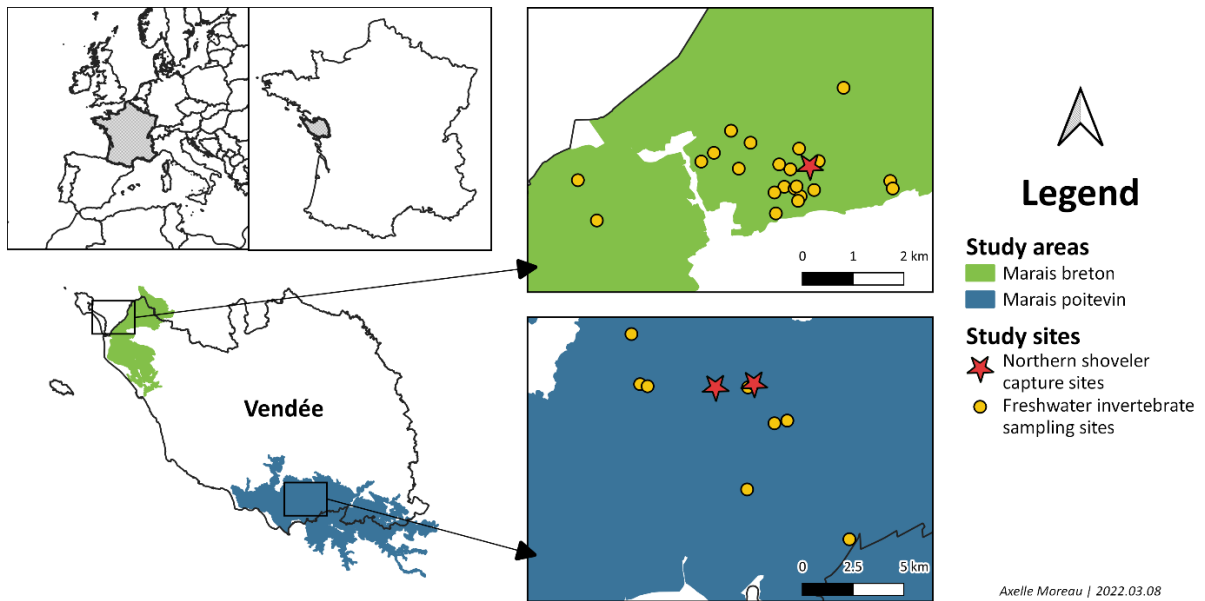 0 1 2 km
Vendée
0 2.5 5 km
Legend
Study areas
Marais breton
Marais poitevin
Study sites
Northern shoveler
capture sites
Freshwater invertebrate
sampling sites
Axelle Moreau | 2022.03.08